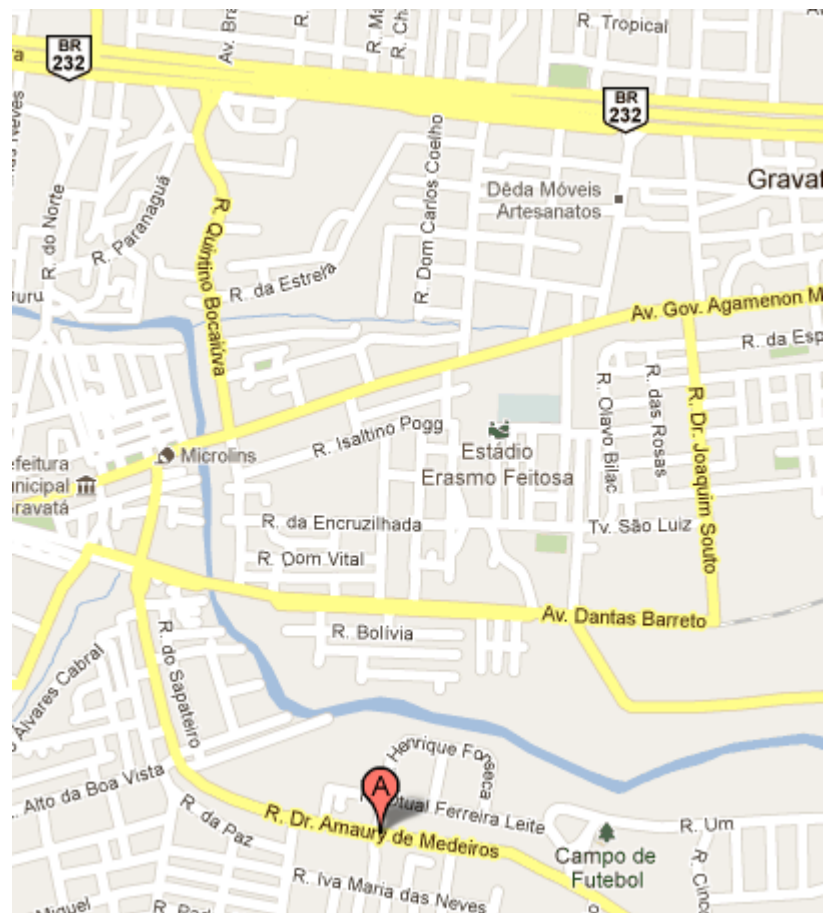 R. Tropical
BR
232
Av. Bra
R. Ma
R. Ch
BR
232
Gravat
Dêda Móveis
Artesanatos
R. Dom Carlos Coelho
R. do Norte
R. Paranaguá
R. Quintino Bocaiúva
R. da Estrela
Juru
Av. Gov. Agamenon M
R. da Esp
R. Olavo Bilac
R. das Rosas
R. Dr. Joaquim Souto
R. Isaltino Pogg
Microlins
Estádio
Erasmo Feitosa
efeitura
unicipal
ravatá
R. da Encruzilhada
Tv. São Luiz
R. Dom Vital
Av. Dantas Barreto
R. Bolívia
R. do Sapateiro
Álvares Cabral
Henrique Fonseca
A
Alto da Boa Vista
otual Ferreira Leite
R. da Paz
R. Dr. Amaury de Medeiros
R. Um
R. Cinc
Campo de
Futebol
R. Iva Maria das Neves
Miguel